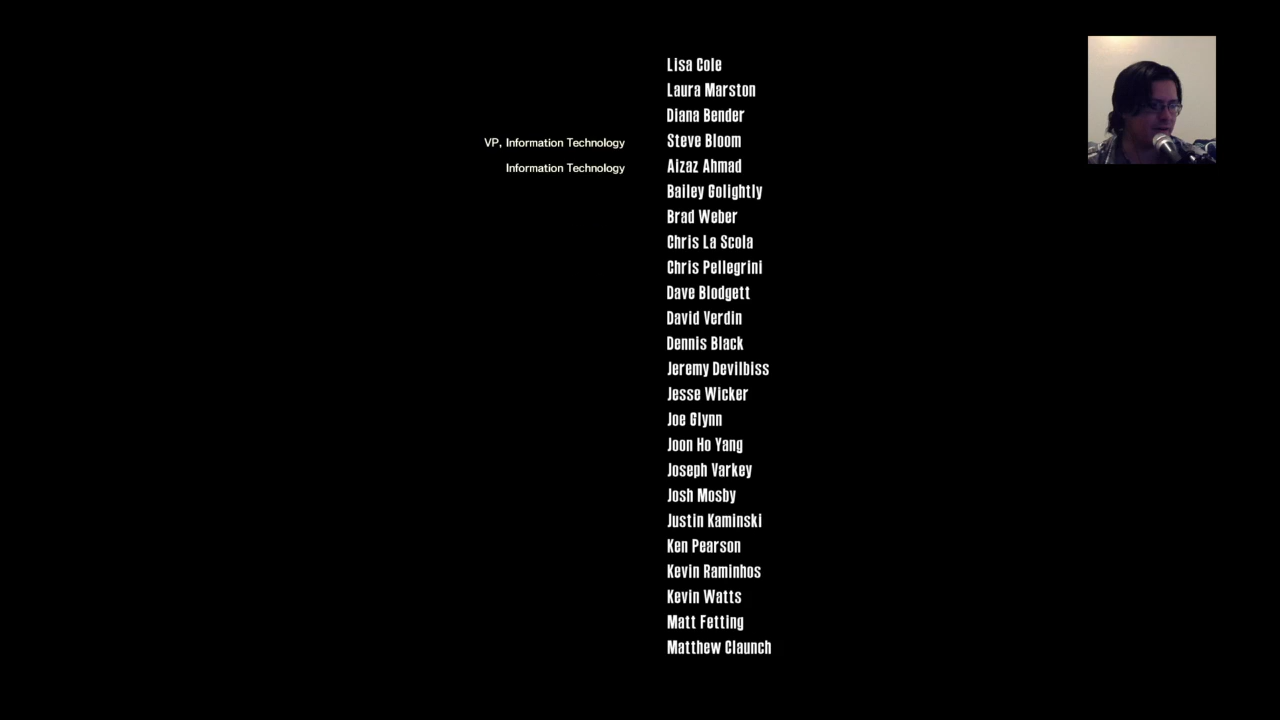 Lisa Cole
Laura Marston
Diana Bender
VP, Information Technology Steve Bloom
Information Technology Aizaz Ahmad
Bailey Golightly
Brad Weber
Chris La Scola
Chris Pellegrini
Dave Blodgett
David Verdin
Dennis Black
Jeremy Devilbiss
Jesse Wicker
Joe Glynn
Joon Ho Yang
Joseph Varkey
Josh Mosby
Justin Kaminski
Ken Pearson
Kevin Raminhos
Kevin Watts
Matt Fetting
Matthew Claunch